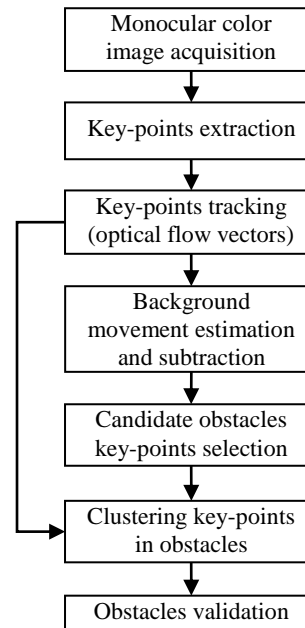 Monocular color
image acquisition
Key-points extraction
Key-points tracking
(optical flow vectors)
Background
movement estimation
and subtraction
Candidate obstacles
key-points selection
Clustering key-points
in obstacles
Obstacles validation